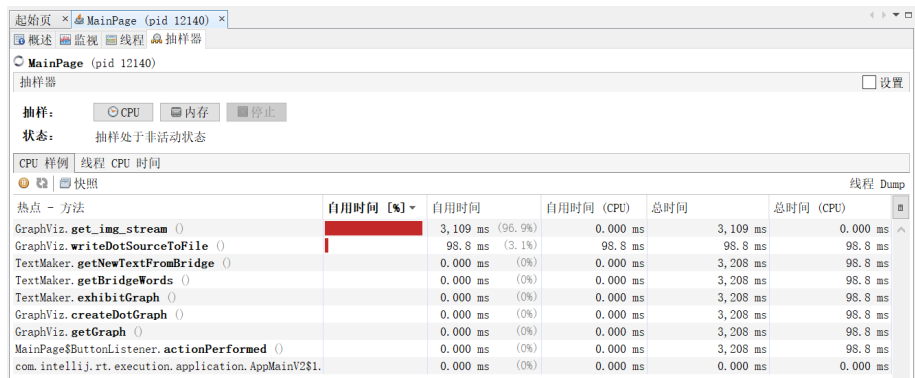 起始页 × MainPage (pid 12140) ×
概述 监视 线程 抽样器
MainPage (pid 12140)
抽样器 设置
抽样： CPU 内存 停止
状态： 抽样处于非活动状态
CPU 样例 线程 CPU 时间
快照 线程 Dump
热点 - 方法 自用时间 [%] 自用时间 自用时间 (CPU) 总时间 总时间 (CPU)
GraphViz.get_img_stream () 3,109 ms (96.9%) 0.000 ms 3,109 ms 0.000 ms
GraphViz.writeDotSourceToFile () 98.8 ms (3.1%) 98.8 ms 98.8 ms 98.8 ms
TextMaker.getNewTextFromBridge () 0.000 ms (0%) 0.000 ms 3,208 ms 98.8 ms
TextMaker.getBridgeWords () 0.000 ms (0%) 0.000 ms 3,208 ms 98.8 ms
TextMaker.exhibitGraph () 0.000 ms (0%) 0.000 ms 3,208 ms 98.8 ms
GraphViz.createDotGraph () 0.000 ms (0%) 0.000 ms 3,208 ms 98.8 ms
GraphViz.getGraph () 0.000 ms (0%) 0.000 ms 3,208 ms 98.8 ms
MainPage$ButtonListener.actionPerformed () 0.000 ms (0%) 0.000 ms 3,208 ms 98.8 ms
com.intellij.rt.execution.application.AppMainV2$1. 0.000 ms (0%) 0.000 ms 0.000 ms 0.000 ms